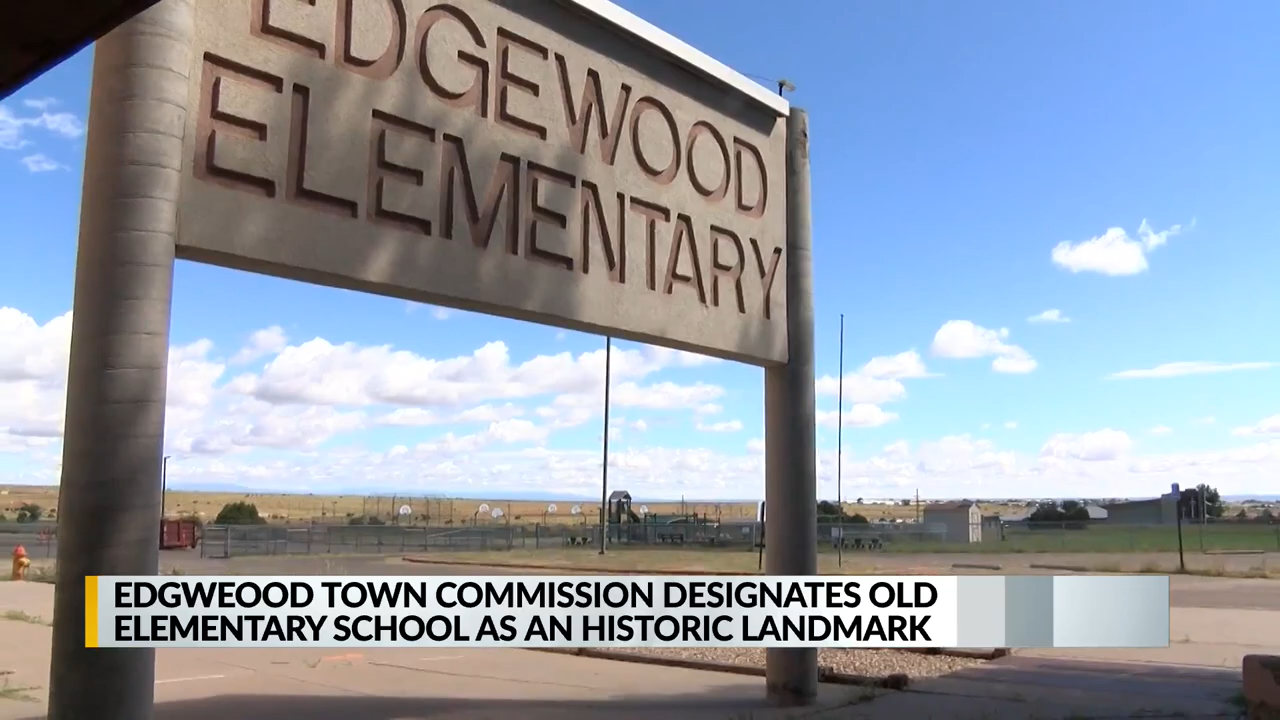 EDGEWOOD
ELEMENTARY
EDGWEOOD TOWN COMMISSION DESIGNATES OLD
ELEMENTARY SCHOOL AS AN HISTORIC LANDMARK